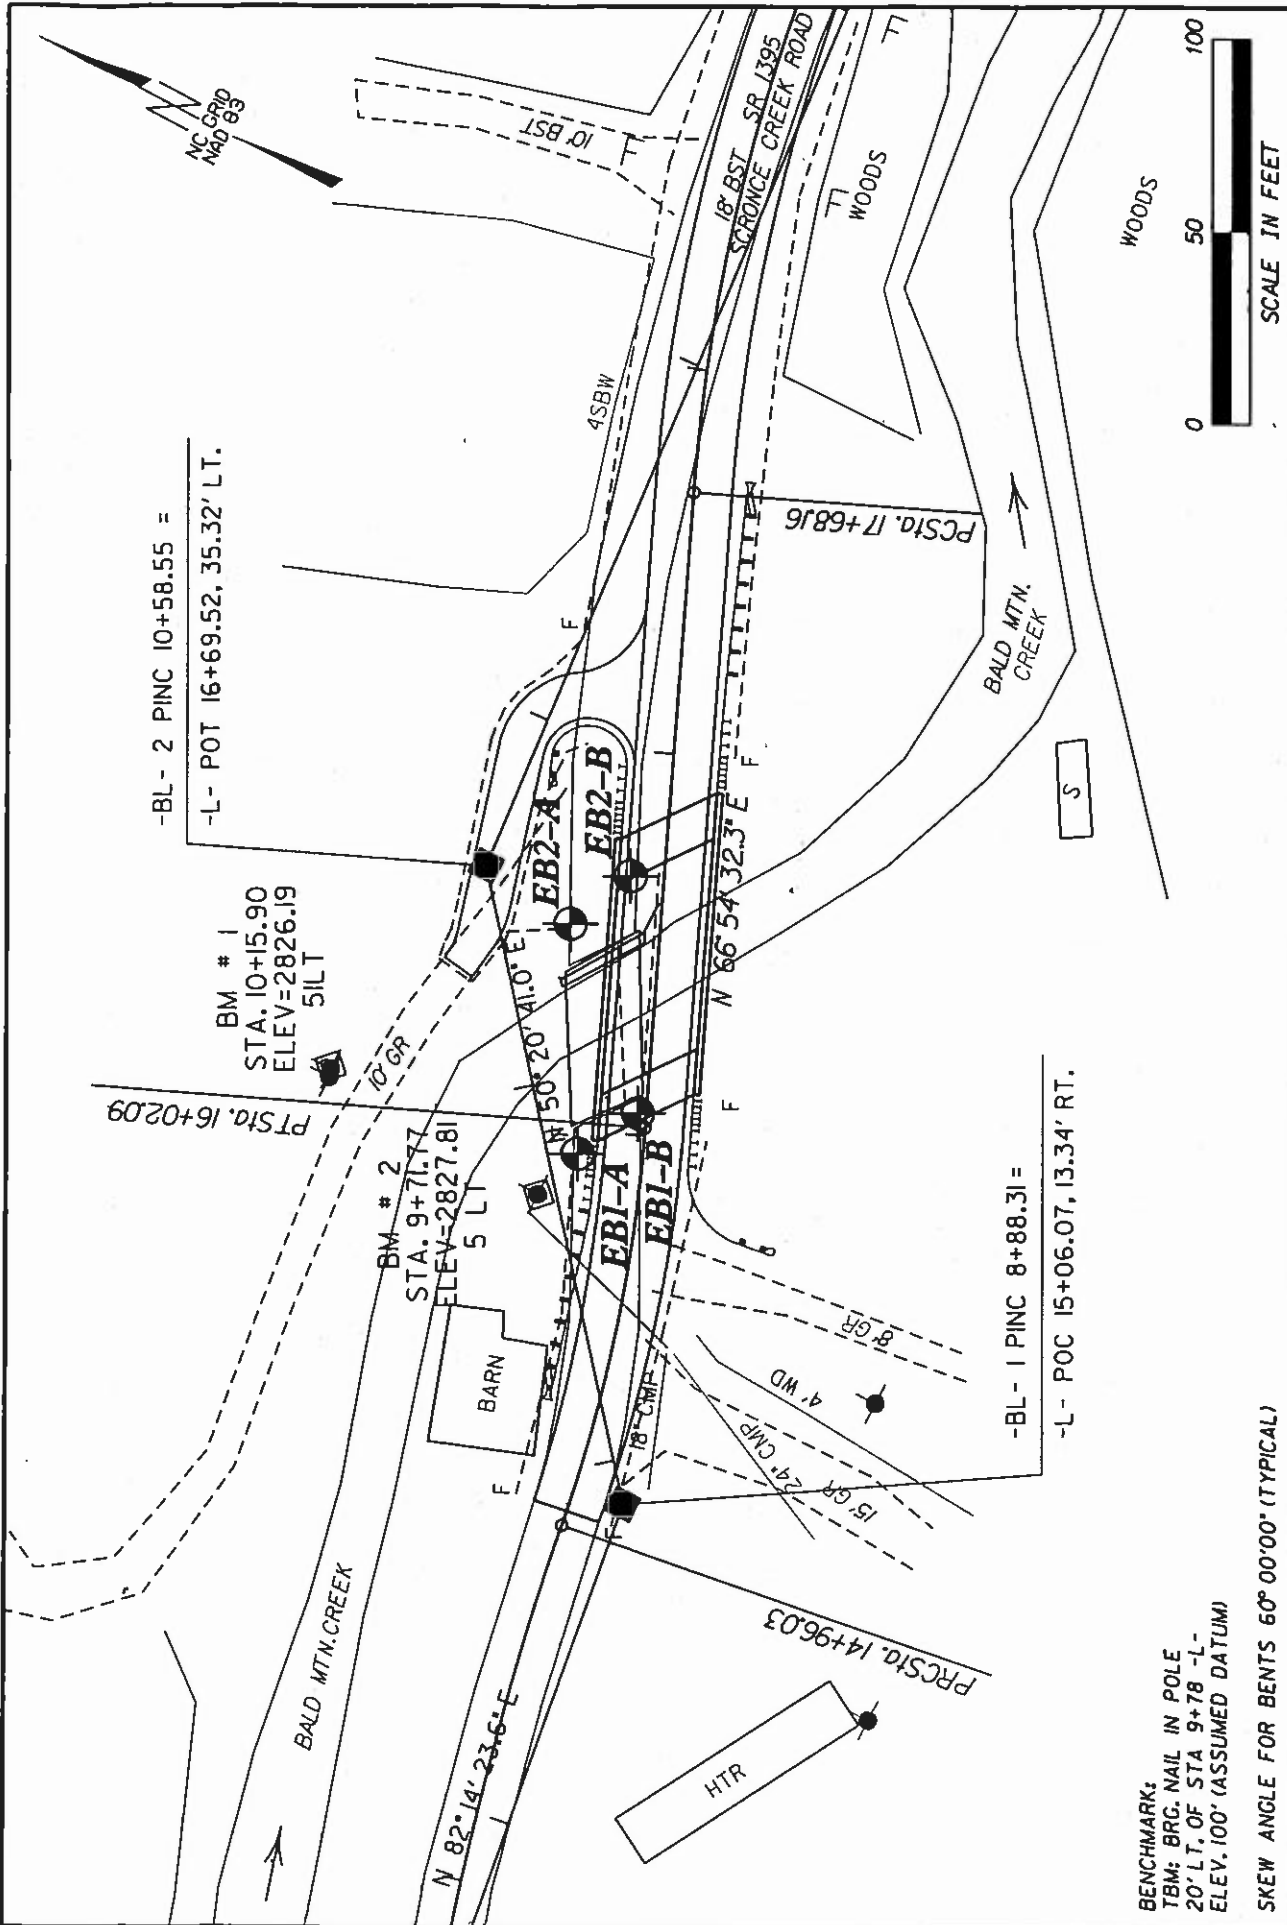 NC GRID
NAD 83
-BL- 2 PINC 10+58.55 =
-L- POT 16+69.52, 35.32' LT.
BM # 1
STA. 10+15.90
ELEV=2826.19
51LT
BM # 2
STA. 9+71.77
ELEV=2827.81
5 LT
PTSta. 16+02.09
10' GR
10' BST
4SBW
18' BST SR 1395
SCRONCE CREEK ROAD
WOODS
WOODS
F
F
F
F
F
BARN
BALD MTN. CREEK
N 82° 14' 23.6" E
N 50° 20' 41.0" E
N 66° 54' 32.3" E
EB2-A
EB2-B
EB1-A
EB1-B
PCSta. 17+68.16
BALD MTN.
CREEK
S
18" CMP
8' GR
4' WD
24" CMP
15' GR
PRCSta. 14+96.03
HTR
-BL- 1 PINC 8+88.31 =
-L- POC 15+06.07, 13.34' RT.
BENCHMARK:
TBM: BRG. NAIL IN POLE
20' LT. OF STA 9+78 -L-
ELEV. 100' (ASSUMED DATUM)
SKEW ANGLE FOR BENTS 60° 00'00" (TYPICAL)
0 50 100
SCALE IN FEET